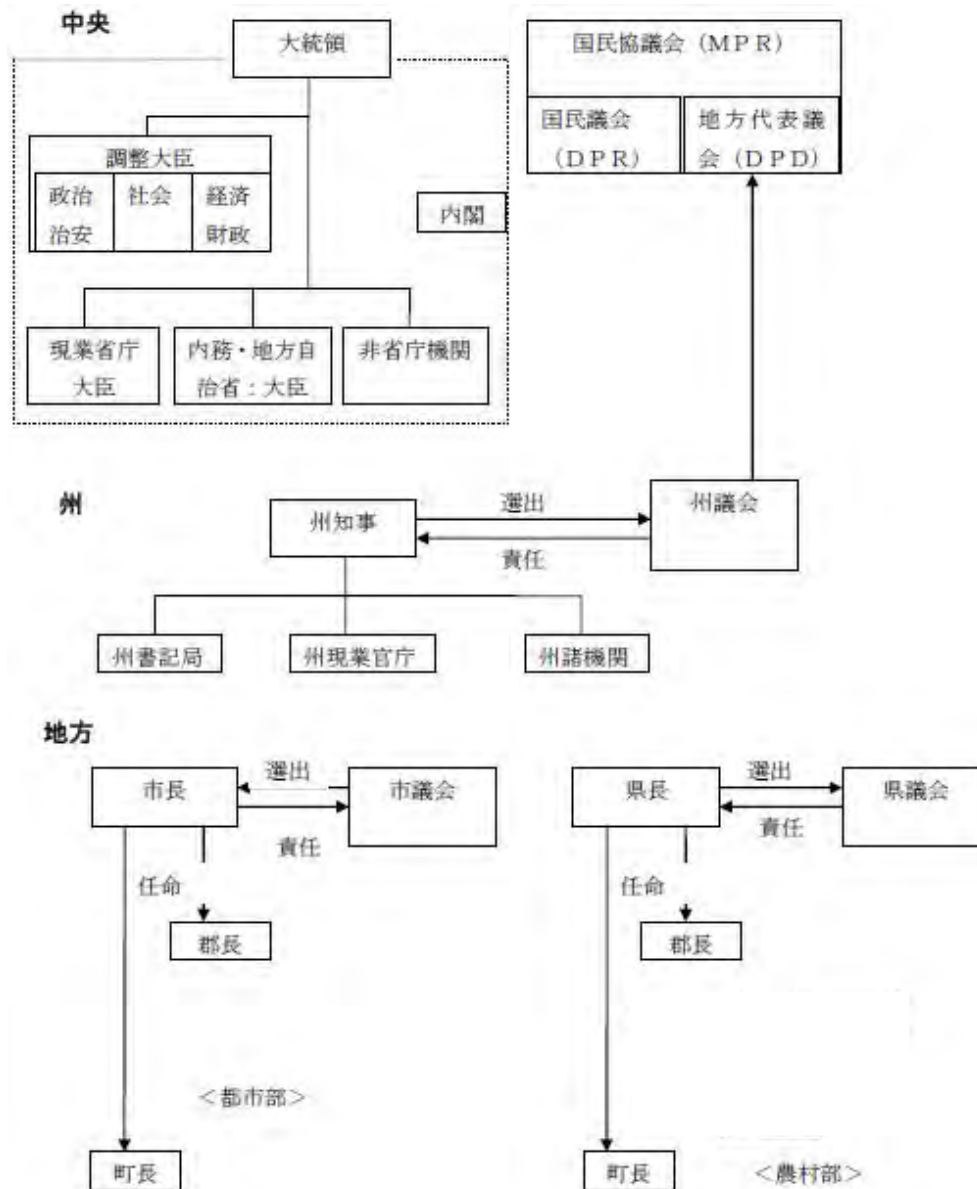 中央
大統領
国民協議会（ＭＰＲ）
国民議会
（ＤＰＲ）
地方代表議
会（ＤＰＤ）
調整大臣
政治
治安
社会
経済
財政
内閣
現業省庁
大臣
内務・地方自
治省：大臣
非省庁機関
州
州知事
選出
責任
州議会
州書記局
州現業官庁
州諸機関
地方
市長
選出
責任
市議会
任命
郡長
＜都市部＞
町長
県長
選出
責任
県議会
任命
郡長
町長
＜農村部＞